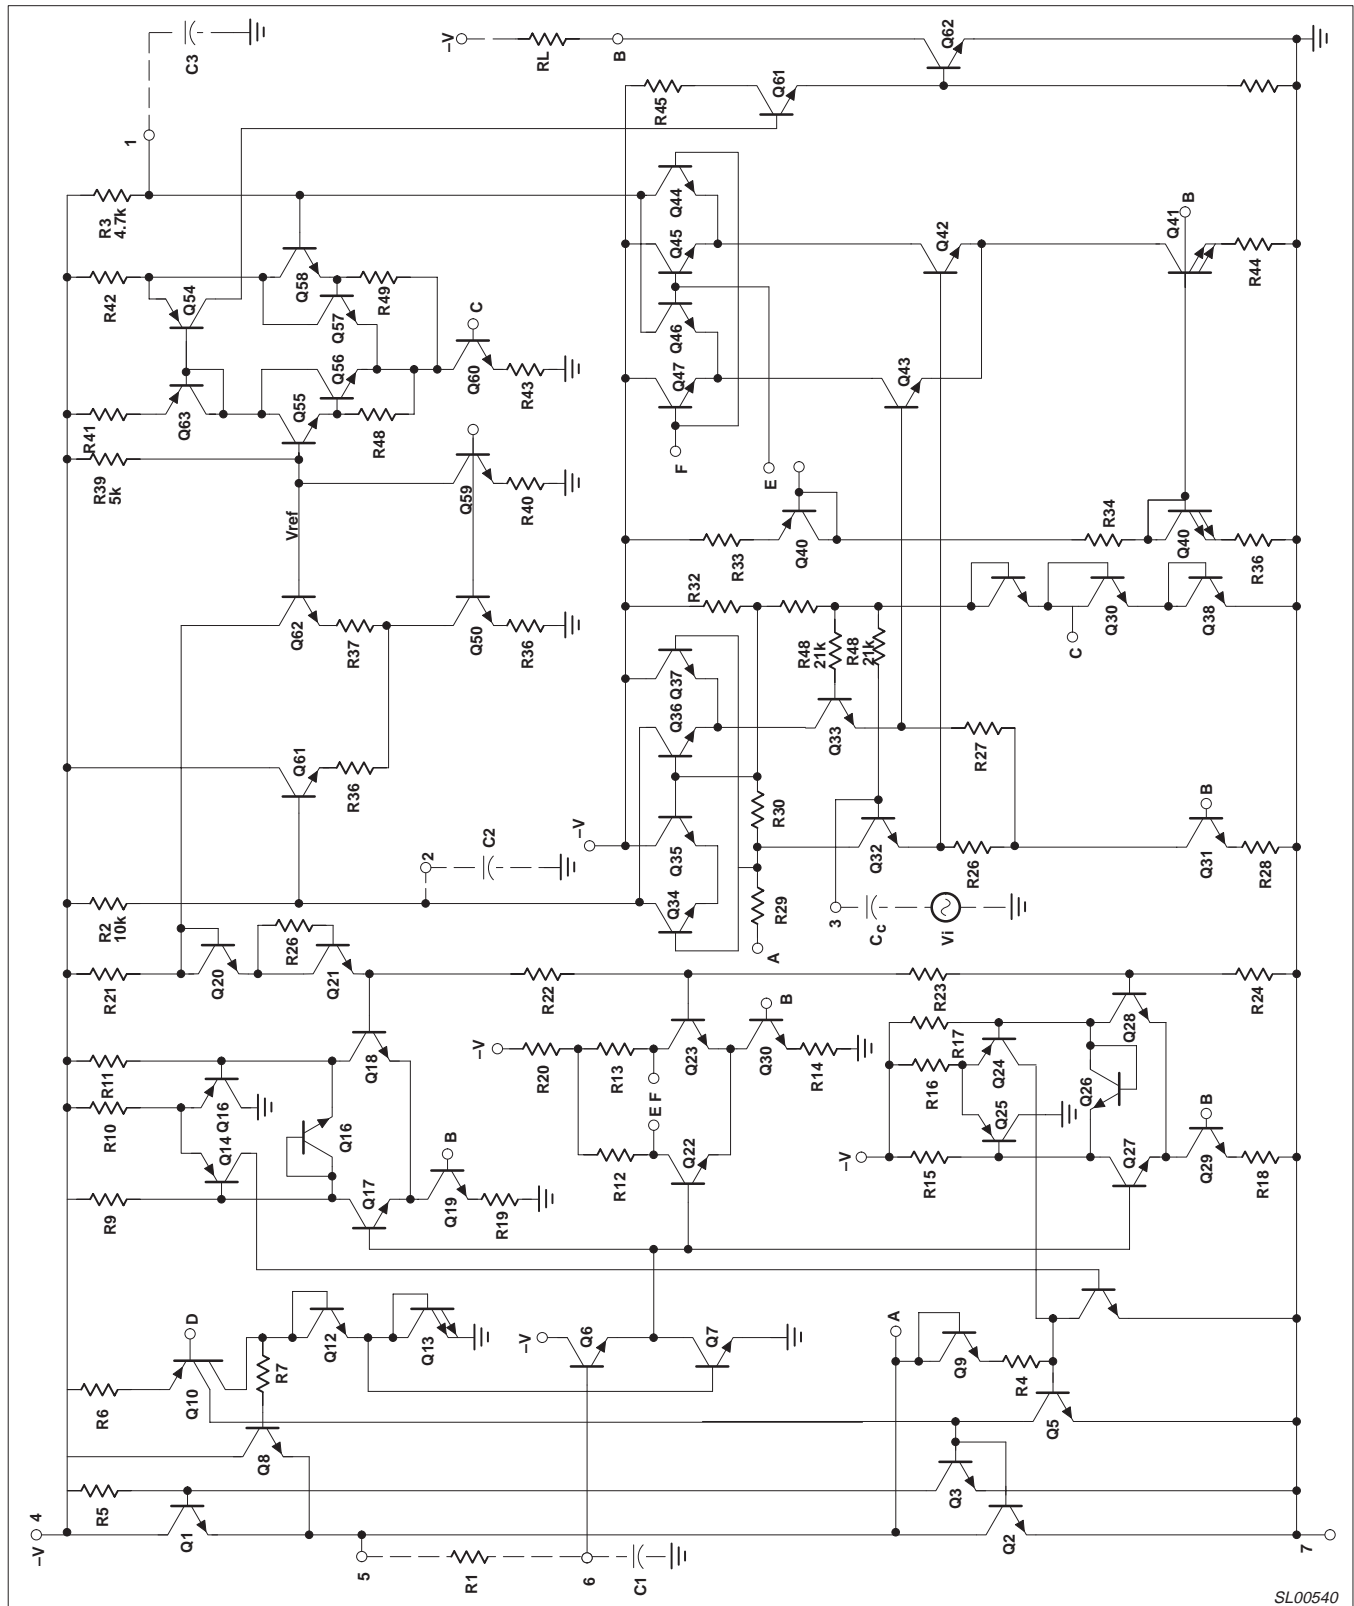 C3
1
R3
4.7k
R42
R41
R39
5k
Q54
Q63
Q58
Q57
R49
Q56
Q55
R48
C
Q60
R43
Vref
Q59
R40
Q62
R37
Q50
R36
Q61
R36
2
C2
R2
10k
R21
Q20
R26
Q21
R11
R10
R9
Q16
Q14
Q16
Q18
Q17
B
Q19
R19
R6
D
Q10
R7
Q12
Q13
Q8
R5
4
–V
Q1
5
R1
6
C1
–V
RL
B
Q62
R45
Q61
Q44
Q45
Q46
Q47
F
E
Q42
Q43
Q41
B
R44
R33
Q40
R34
Q40
R36
R32
R48
21k
R48
21k
Q30
Q38
C
Q37
Q36
Q35
Q34
–V
Q33
R27
R30
R29
A
Q32
R26
3
Cc
Vi
B
Q31
R28
R22
R23
R24
–V
R20
R13
F
E
R12
Q23
Q22
B
Q30
R14
R17
R16
R15
–V
Q24
Q25
Q26
Q28
Q27
B
Q29
R18
–V
Q6
Q7
A
Q9
R4
Q5
Q3
Q2
7
SL00540